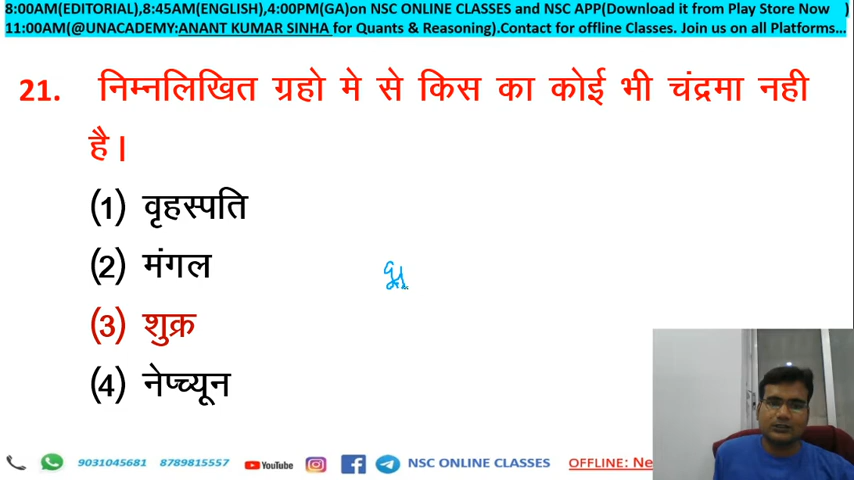 8:00AM(EDITORIAL),8:45AM(ENGLISH),4:00PM(GA)on NSC ONLINE CLASSES and NSC APP(Download it from Play Store Now )
11:00AM(@UNACADEMY:ANANT KUMAR SINHA for Quants & Reasoning).Contact for offline Classes. Join us on all Platforms...
21. निम्नलिखित ग्रहो मे से किस का कोई भी चंद्रमा नही
है।
(1) वृहस्पति
(2) मंगल
(3) शुक्र
(4) नेप्च्यून
9031045681 8789815557 YouTube NSC ONLINE CLASSES OFFLINE: Ne